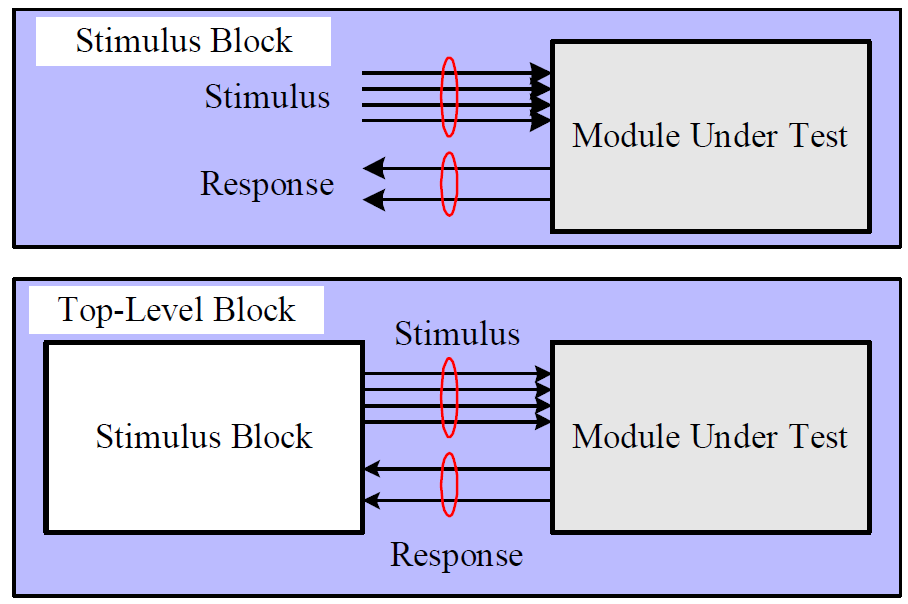 Stimulus Block
Stimulus
Module Under Test
Response
Top-Level Block
Stimulus
Stimulus Block
Module Under Test
Response